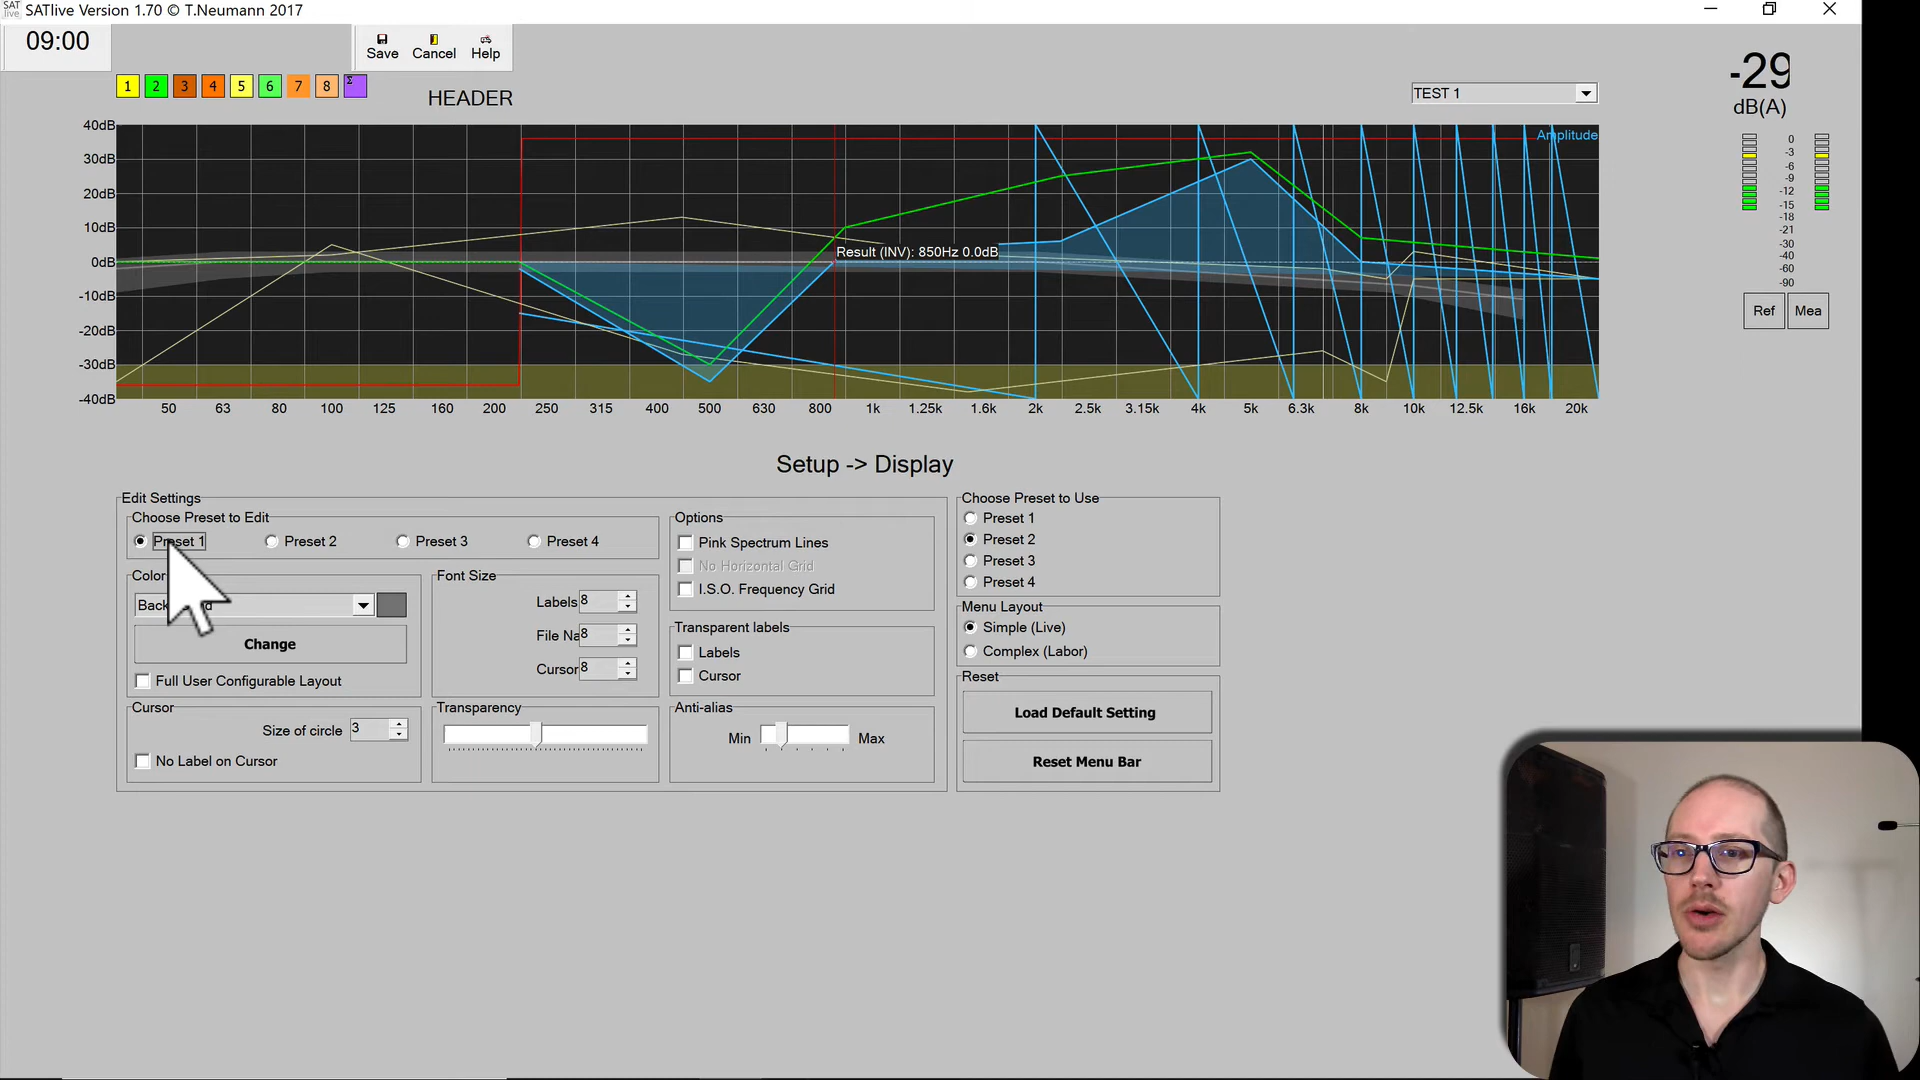 SAT
live
SATlive Version 1.70 © T.Neumann 2017
09:00
Save Cancel Help
1 2 3 4 5 6 7 8 Σ
HEADER
TEST 1
-29
dB(A)
Amplitude
40dB
30dB
20dB
10dB
0dB
-10dB
-20dB
-30dB
-40dB
Result (INV): 850Hz 0.0dB
50 63 80 100 125 160 200 250 315 400 500 630 800 1k 1.25k 1.6k 2k 2.5k 3.15k 4k 5k 6.3k 8k 10k 12.5k 16k 20k
0
-3
-6
-9
-12
-15
-18
-21
-30
-40
-60
-90
Ref Mea
Setup -> Display
Edit Settings
Choose Preset to Edit
Preset 1 Preset 2 Preset 3 Preset 4
Color
Change
Full User Configurable Layout
Cursor
Size of circle 3
No Label on Cursor
Font Size
Labels 8
File Na 8
Cursor 8
Transparency
Options
Pink Spectrum Lines
No Horizontal Grid
I.S.O. Frequency Grid
Transparent labels
Labels
Cursor
Anti-alias
Min Max
Choose Preset to Use
Preset 1
Preset 2
Preset 3
Preset 4
Menu Layout
Simple (Live)
Complex (Labor)
Reset
Load Default Setting
Reset Menu Bar